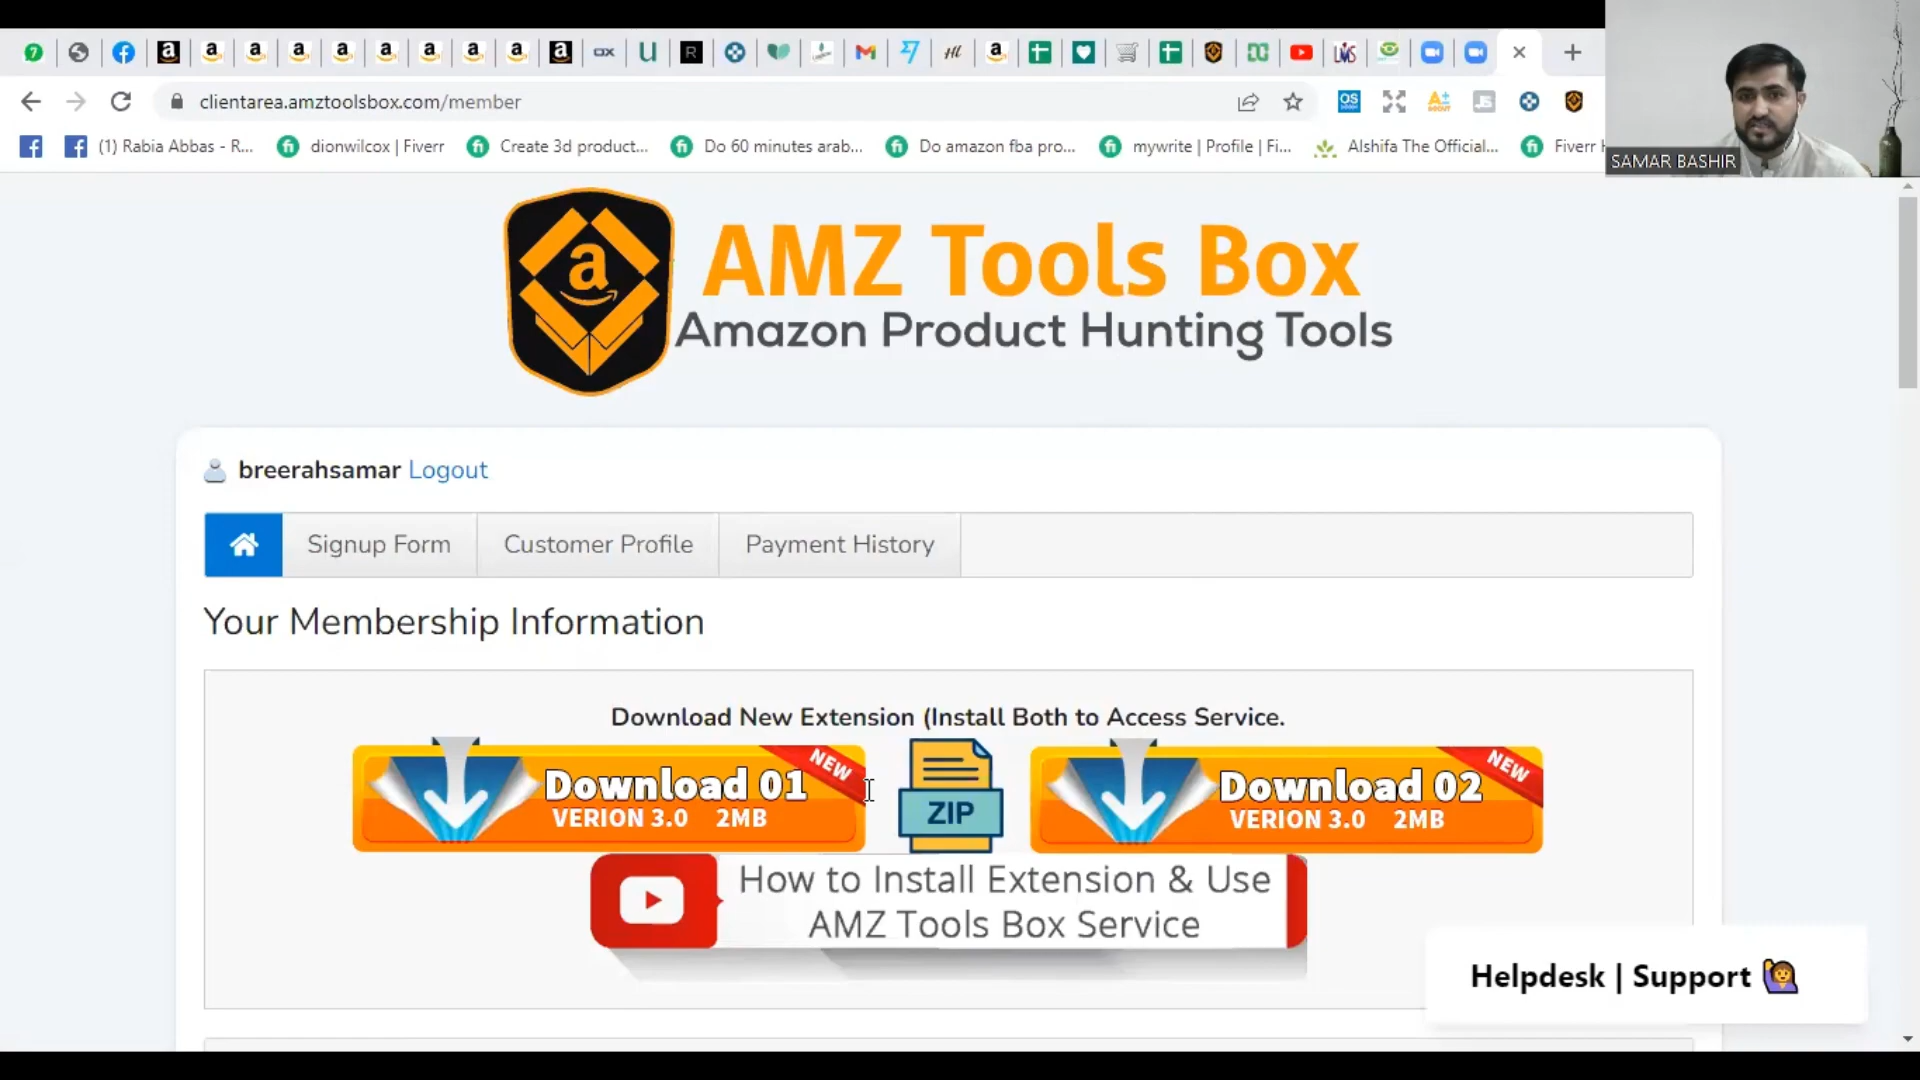 clientarea.amztoolsbox.com/member
(1) Rabia Abbas - R...
dionwilcox | Fiverr
Create 3d product...
Do 60 minutes arab...
Do amazon fba pro...
mywrite | Profile | Fi...
Alshifa The Official...
Fiverr
SAMAR BASHIR
AMZ Tools Box
Amazon Product Hunting Tools
breerahsamar Logout
Signup Form
Customer Profile
Payment History
Your Membership Information
Download New Extension (Install Both to Access Service.
Download 01
NEW
VERION 3.0 2MB
ZIP
Download 02
NEW
VERION 3.0 2MB
How to Install Extension & Use
AMZ Tools Box Service
Helpdesk | Support